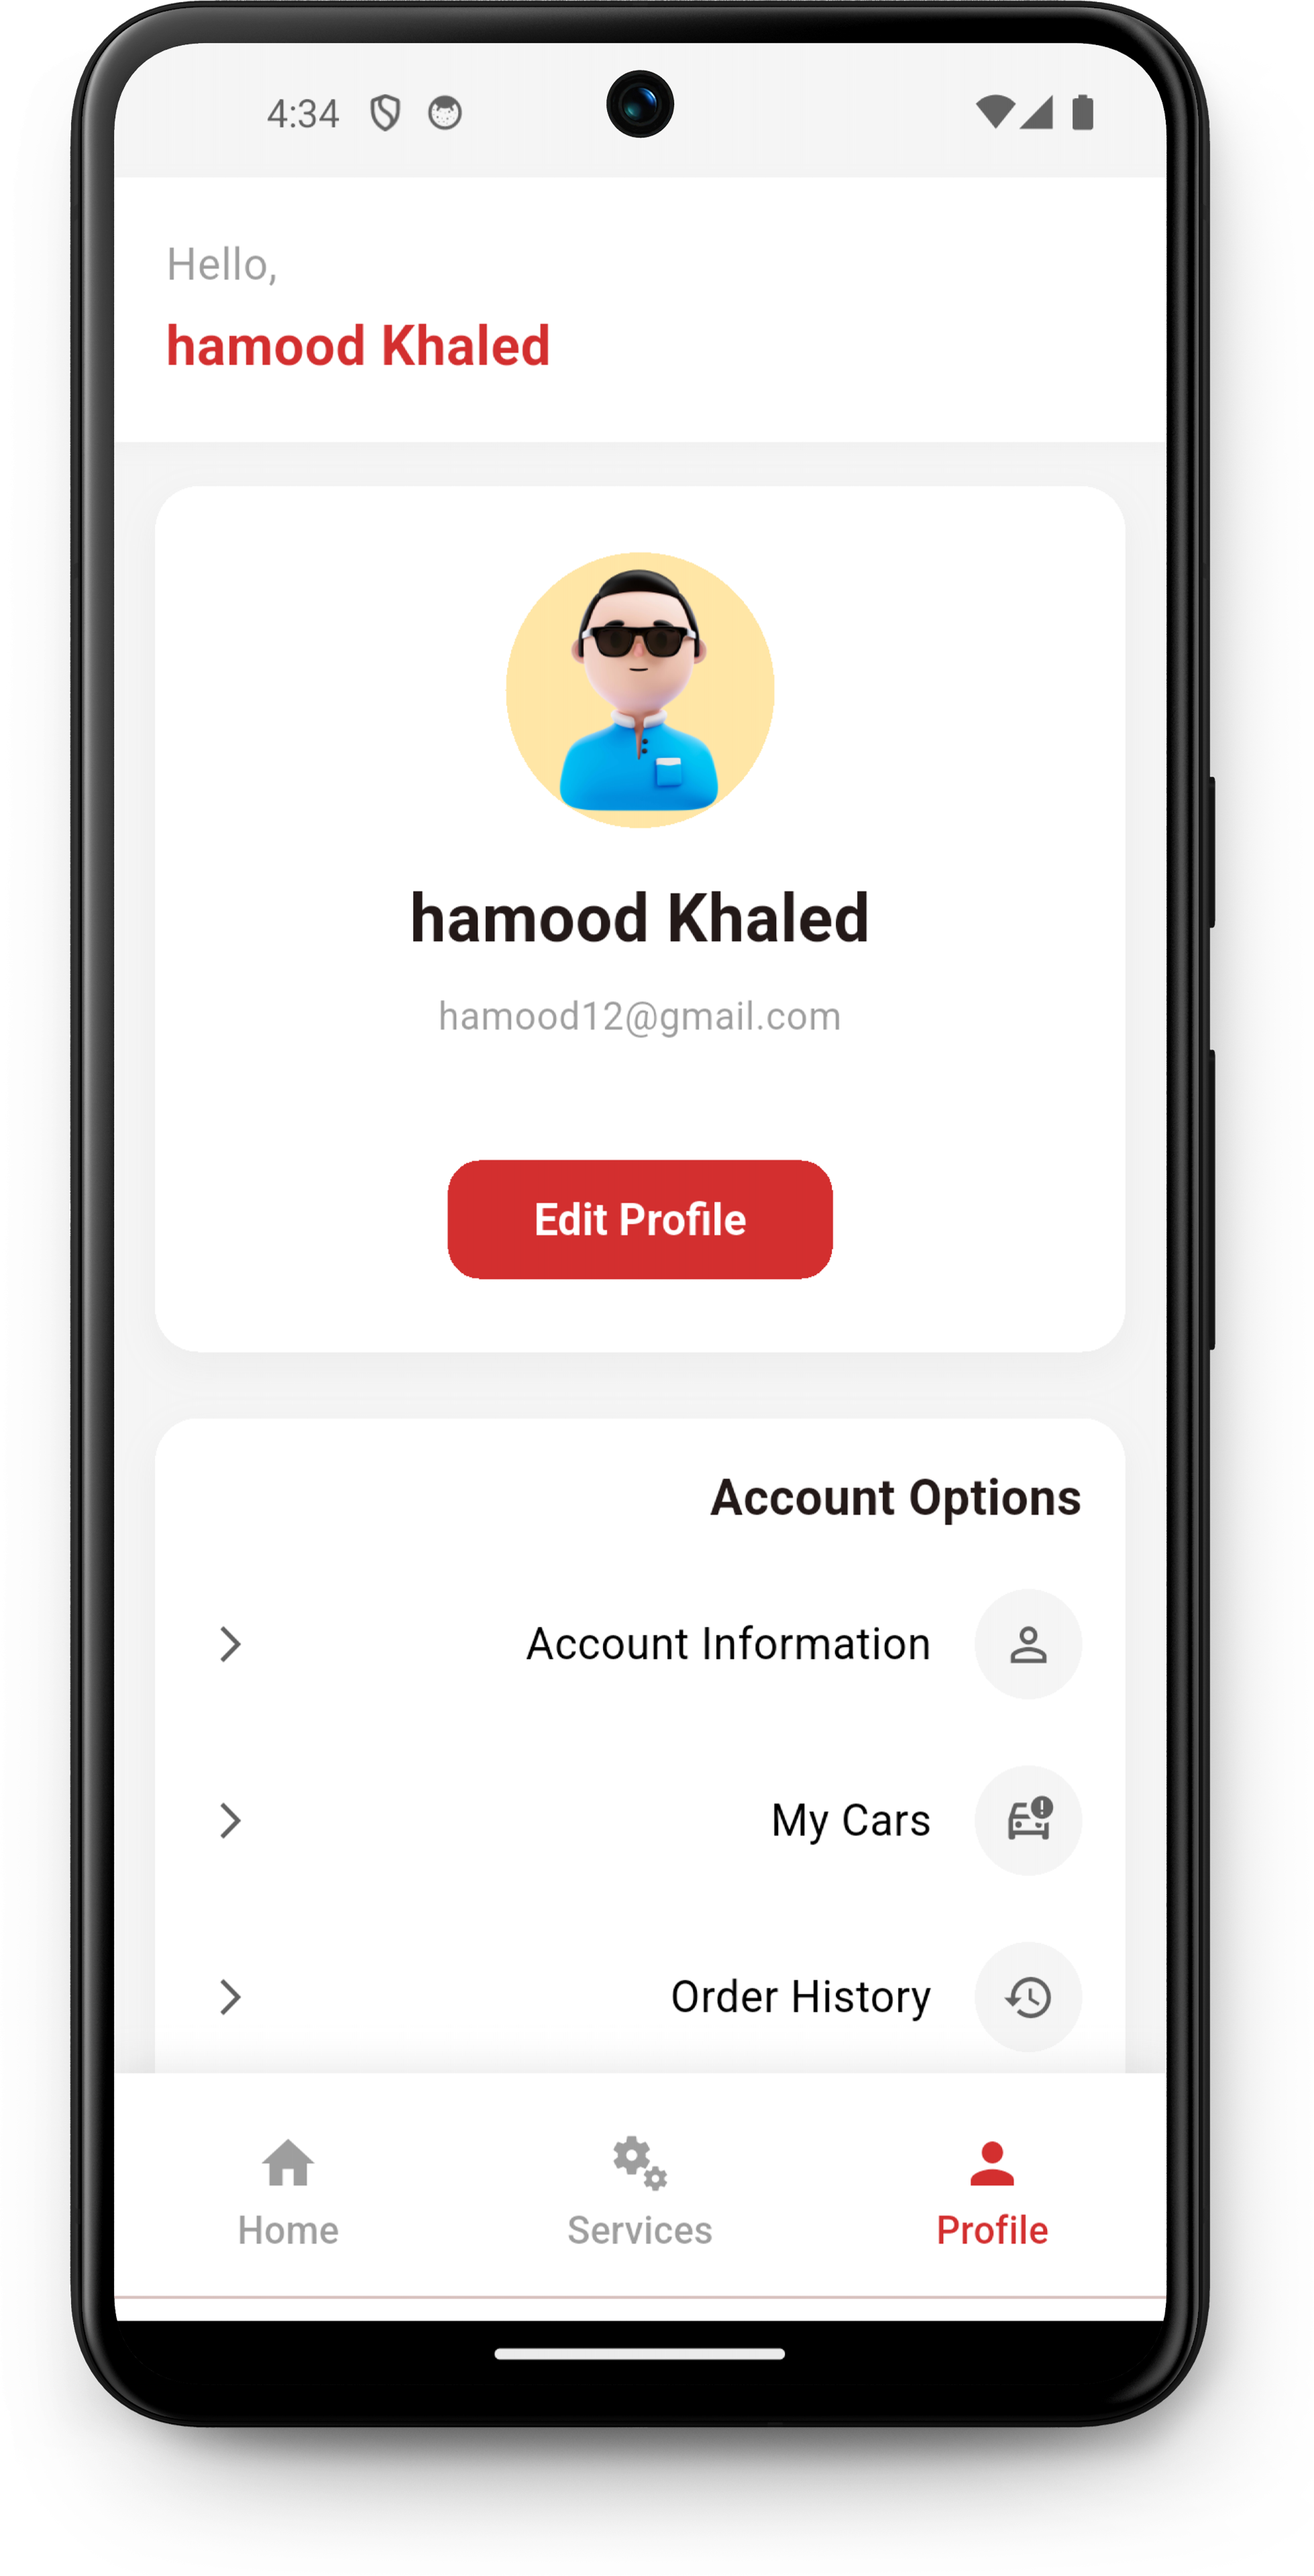 4:34
Hello,
hamood Khaled
hamood Khaled
hamood12@gmail.com
Edit Profile
Account Options
Account Information
My Cars
Order History
Home
Services
Profile